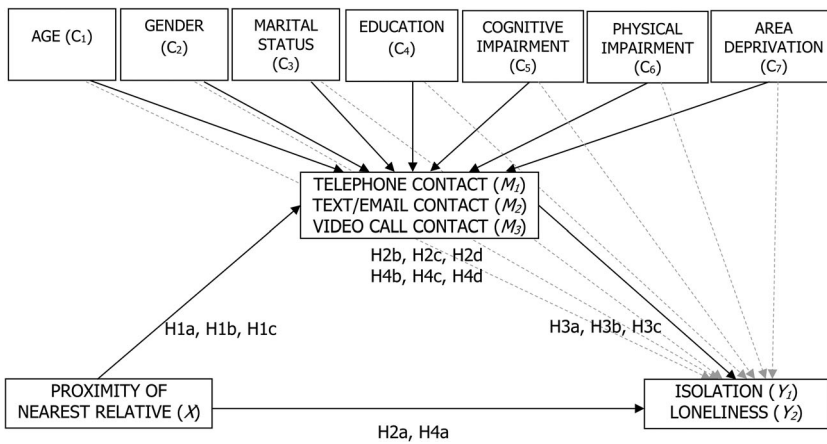 AGE (C₁)
GENDER
(C₂)
MARITAL
STATUS
(C₃)
EDUCATION
(C₄)
COGNITIVE
IMPAIRMENT
(C₅)
PHYSICAL
IMPAIRMENT
(C₆)
AREA
DEPRIVATION
(C₇)
TELEPHONE CONTACT (M₁)
TEXT/EMAIL CONTACT (M₂)
VIDEO CALL CONTACT (M₃)
H2b, H2c, H2d
H4b, H4c, H4d
H1a, H1b, H1c
H3a, H3b, H3c
PROXIMITY OF
NEAREST RELATIVE (X)
ISOLATION (Y₁)
LONELINESS (Y₂)
H2a, H4a